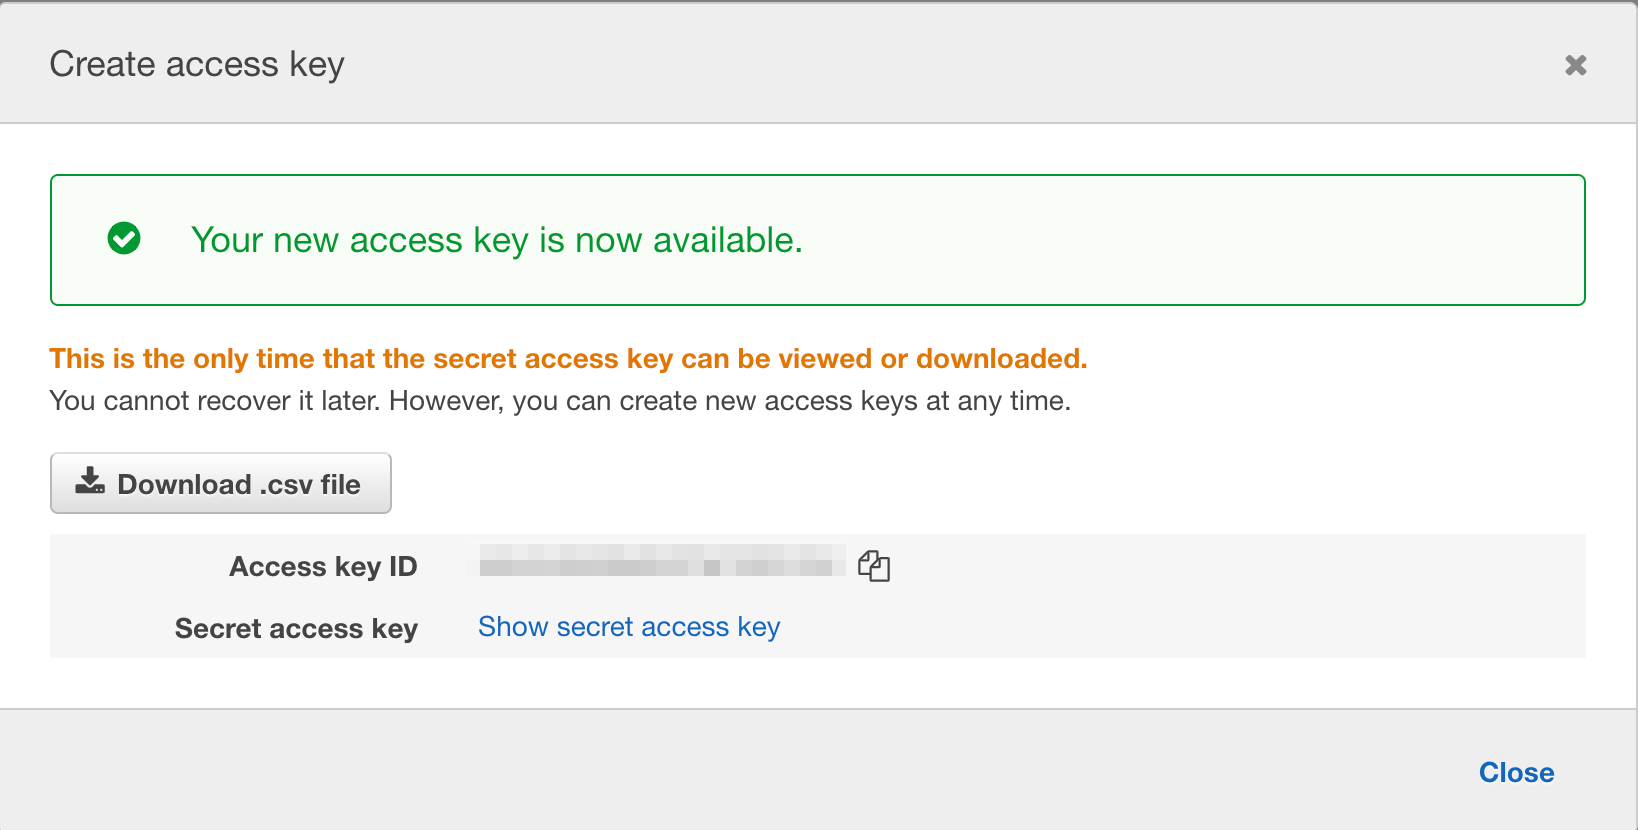 Create access key
Your new access key is now available.
This is the only time that the secret access key can be viewed or downloaded.
You cannot recover it later. However, you can create new access keys at any time.
Download .csv file
Access key ID
Secret access key Show secret access key
Close